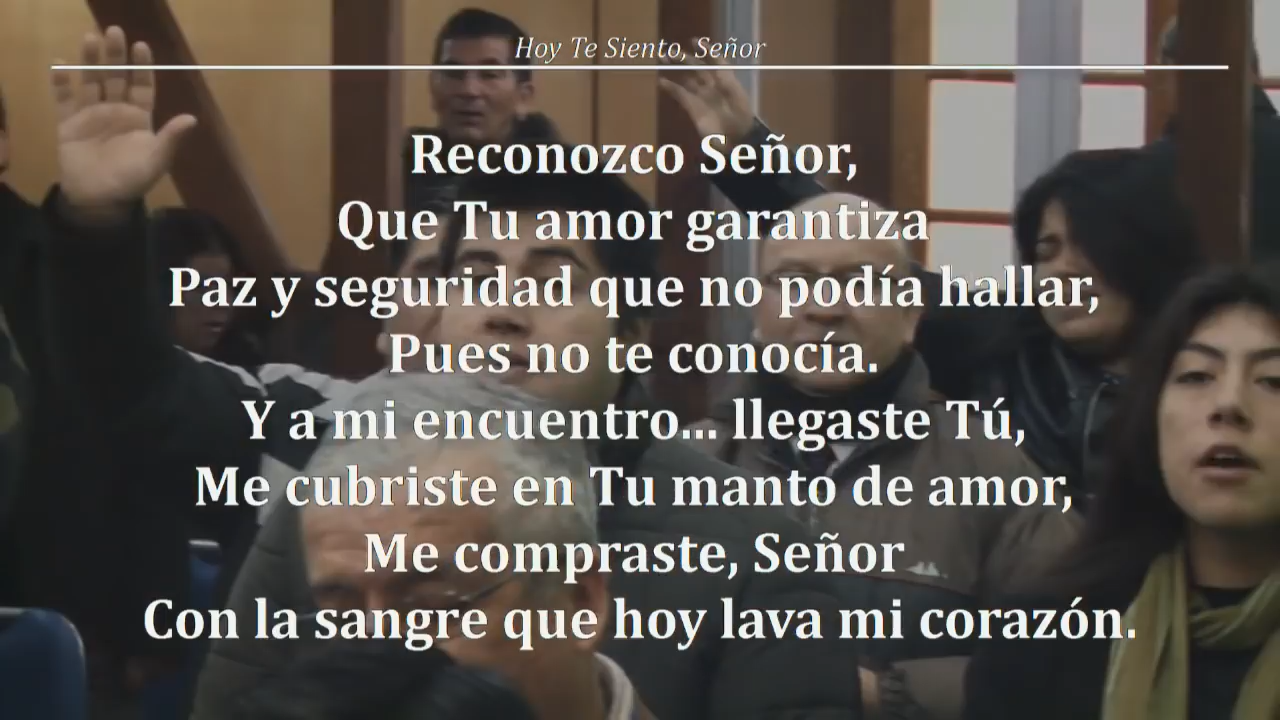 Hoy Te Siento, Señor
Reconozco Señor,
Que Tu amor garantiza
Paz y seguridad que no podía hallar,
Pues no te conocía.
Y a mi encuentro... llegaste Tú,
Me cubriste en Tu manto de amor,
Me compraste, Señor
Con la sangre que hoy lava mi corazón.